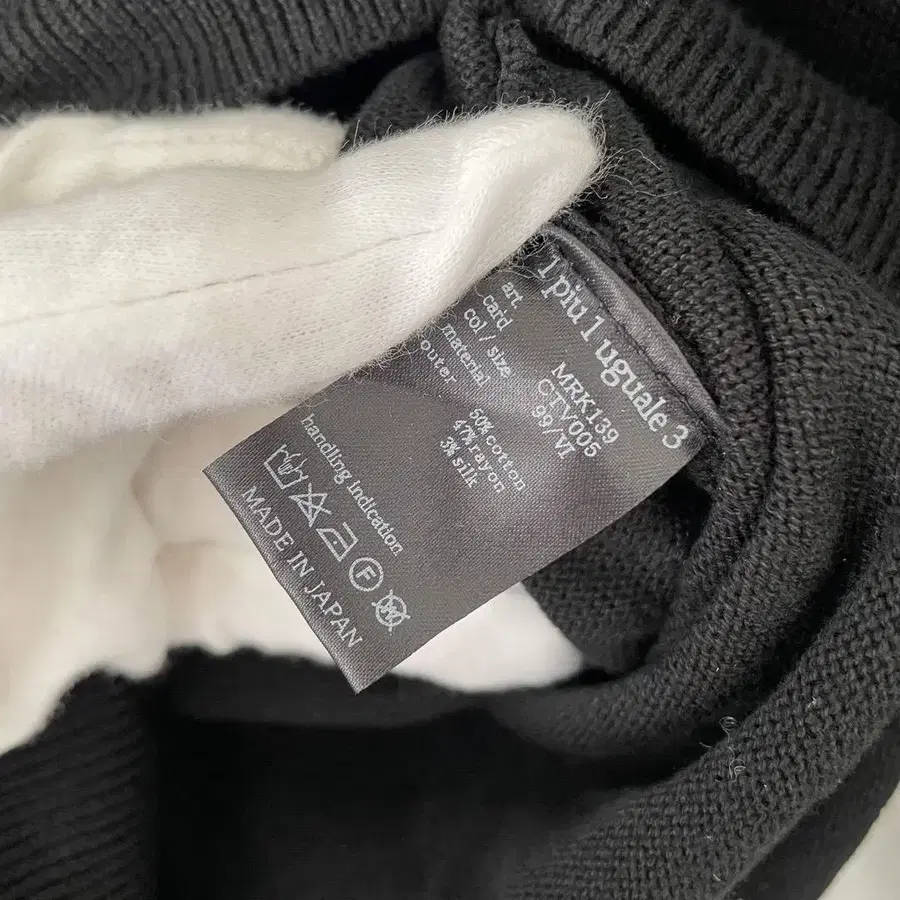 1 piu 1 uguale 3
art MRK139
card CTV005
col / size 99/VI
material
outer 50% cotton
47% rayon
3% silk
handling indication
F W
MADE IN JAPAN